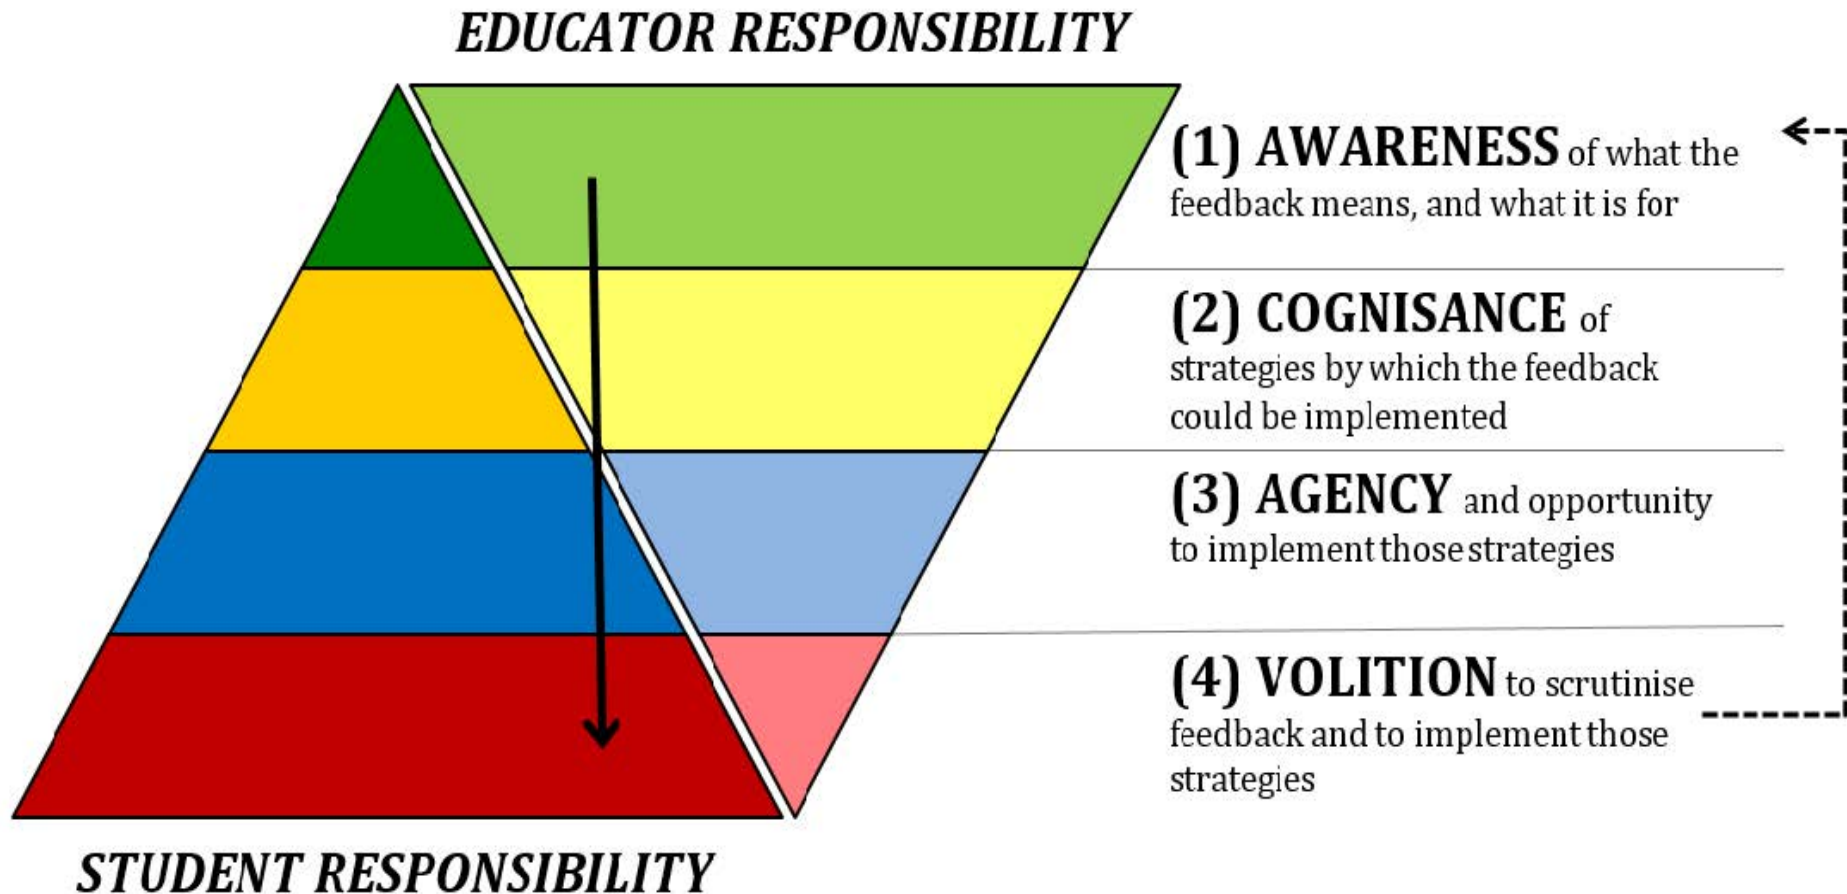 EDUCATOR RESPONSIBILITY
(1) AWARENESS of what the
feedback means, and what it is for
(2) COGNISANCE of
strategies by which the feedback
could be implemented
(3) AGENCY and opportunity
to implement those strategies
(4) VOLITION to scrutinise
feedback and to implement those
strategies
STUDENT RESPONSIBILITY